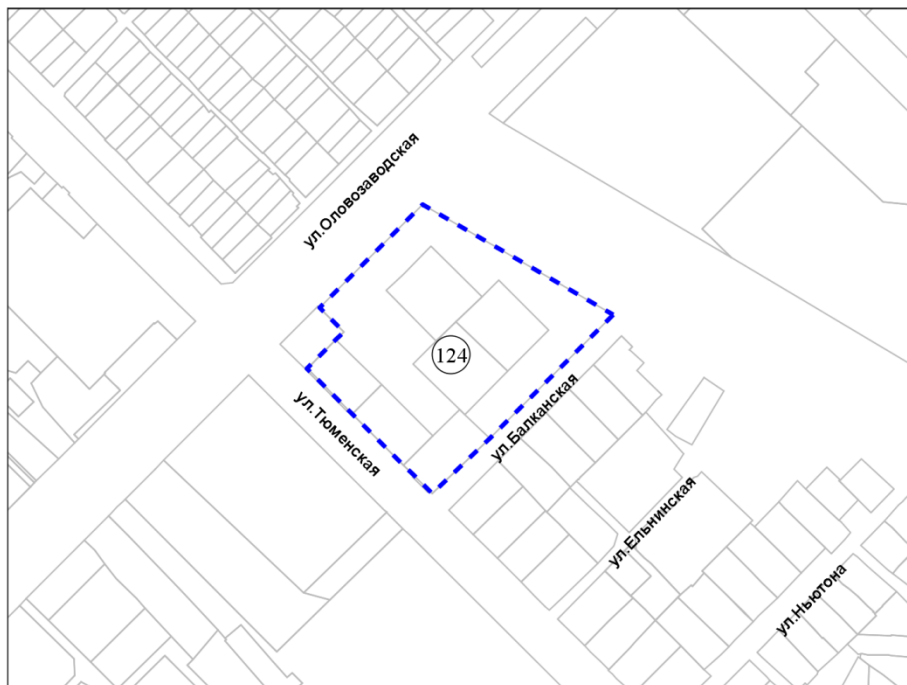 ул.Оловозаводская
124
ул.Тюменская
ул.Балканская
ул.Ельнинская
ул.Ньютона